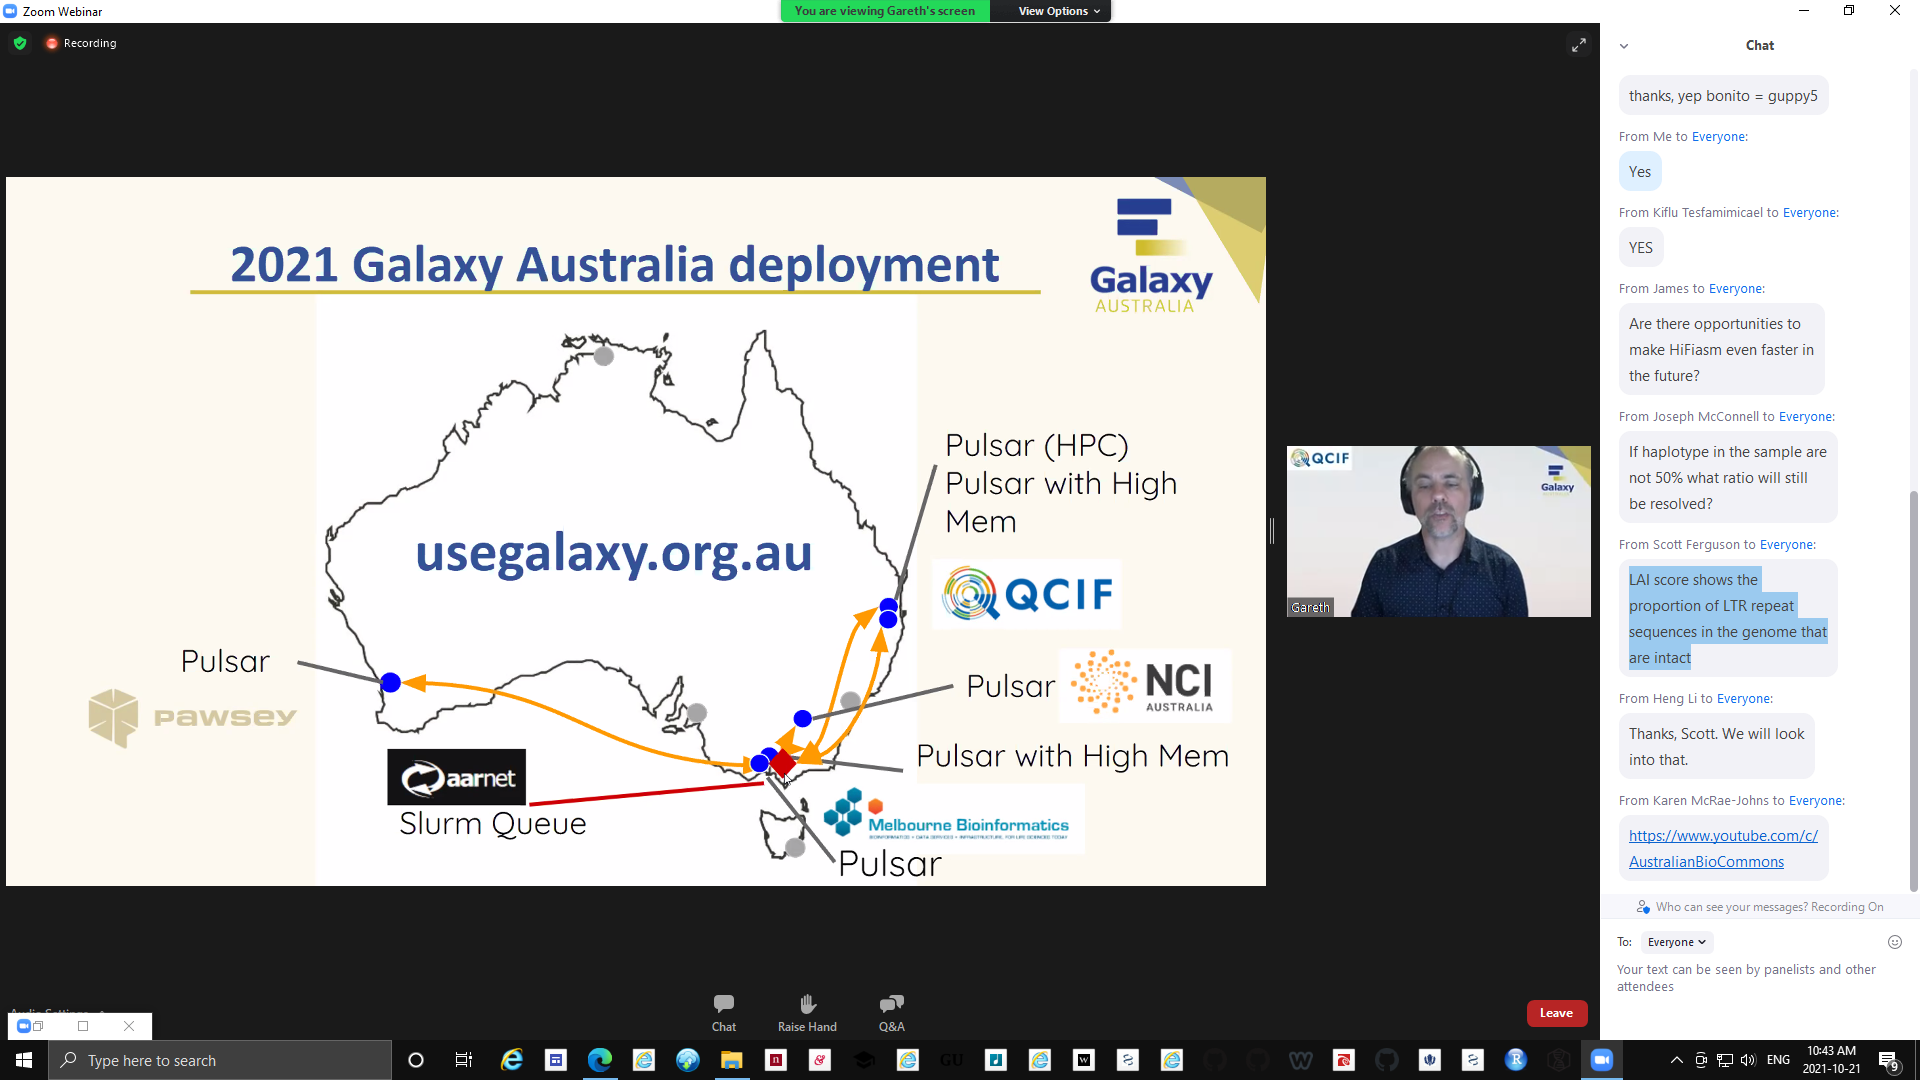 Zoom Webinar
You are viewing Gareth's screen
View Options
Recording
2021 Galaxy Australia deployment
Galaxy
AUSTRALIA
usegalaxy.org.au
Pulsar (HPC)
Pulsar with High
Mem
QCIF
Pulsar
PAWSEY
Pulsar
NCI
AUSTRALIA
Pulsar with High Mem
aarnet
Slurm Queue
Melbourne Bioinformatics
Pulsar
QCIF
Galaxy
Gareth
Chat
thanks, yep bonito = guppy5
From Me to Everyone:
Yes
From Kiflu Tesfamimicael to Everyone:
YES
From James to Everyone:
Are there opportunities to
make HiFiasm even faster in
the future?
From Joseph McConnell to Everyone:
If haplotype in the sample are
not 50% what ratio will still
be resolved?
From Scott Ferguson to Everyone:
LAI score shows the
proportion of LTR repeat
sequences in the genome that
are intact
From Heng Li to Everyone:
Thanks, Scott. We will look
into that.
From Karen McRae-Johns to Everyone:
https://www.youtube.com/c/
AustralianBioCommons
Who can see your messages? Recording On
To: Everyone
Your text can be seen by panelists and other
attendees
Chat
Raise Hand
Q&A
Leave
Type here to search
GU
ENG
10:43 AM
2021-10-21
9